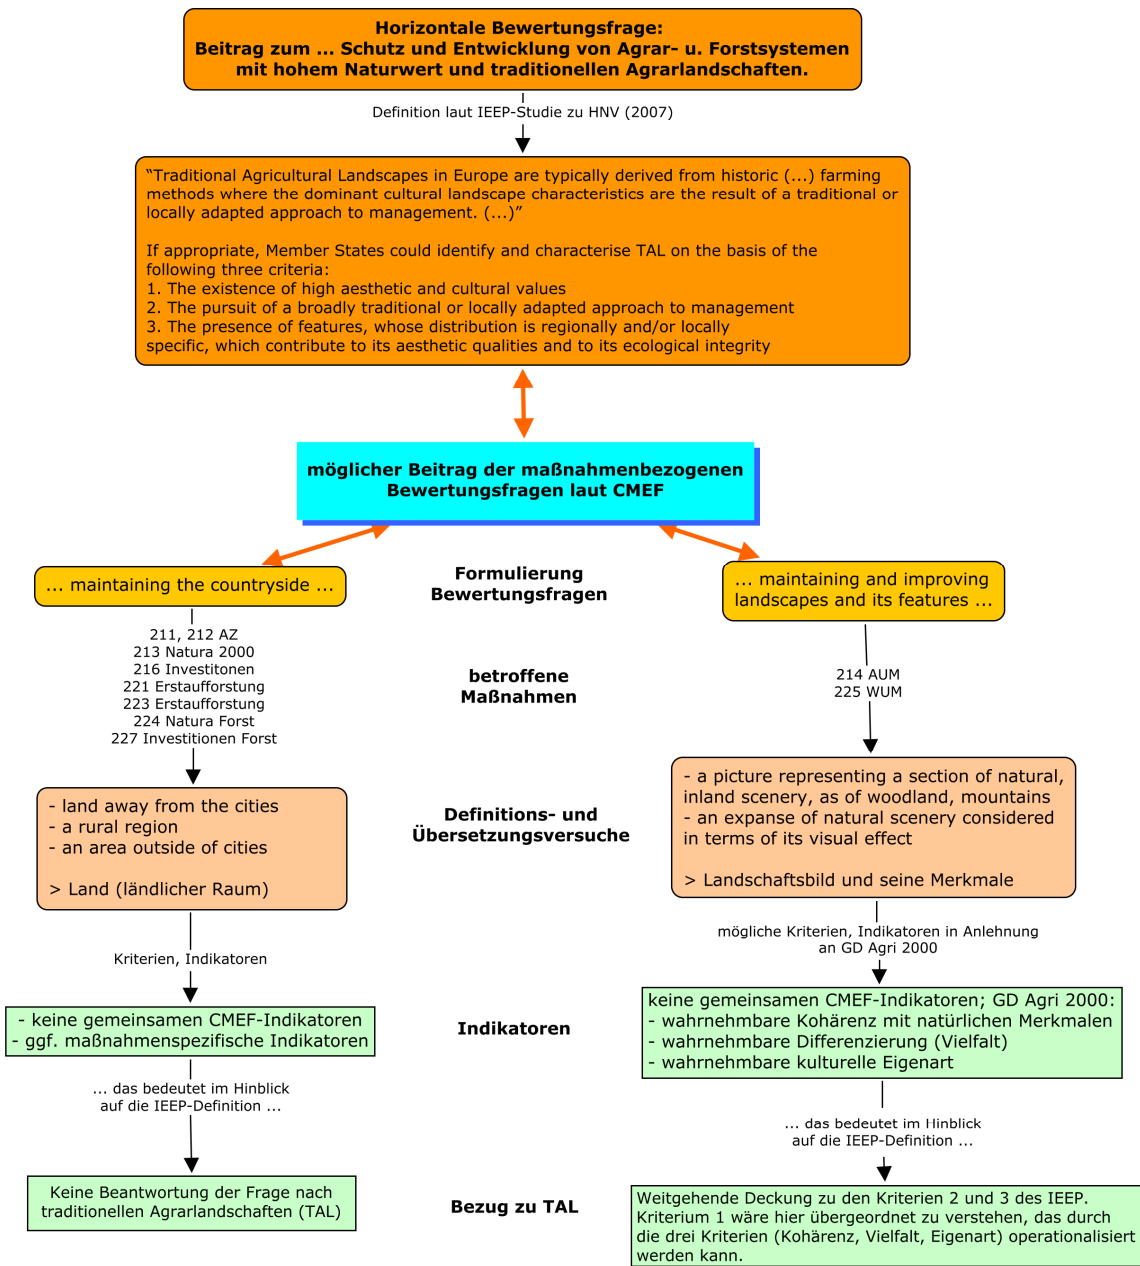 Horizontale Bewertungsfrage:
Beitrag zum ... Schutz und Entwicklung von Agrar- u. Forstsystemen
mit hohem Naturwert und traditionellen Agrarlandschaften.
Definition laut IEEP-Studie zu HNV (2007)
“Traditional Agricultural Landscapes in Europe are typically derived from historic (...) farming
methods where the dominant cultural landscape characteristics are the result of a traditional or
locally adapted approach to management. (...)”
If appropriate, Member States could identify and characterise TAL on the basis of the
following three criteria:
1. The existence of high aesthetic and cultural values
2. The pursuit of a broadly traditional or locally adapted approach to management
3. The presence of features, whose distribution is regionally and/or locally
specific, which contribute to its aesthetic qualities and to its ecological integrity
möglicher Beitrag der maßnahmenbezogenen
Bewertungsfragen laut CMEF
... maintaining the countryside ...
Formulierung
Bewertungsfragen
... maintaining and improving
landscapes and its features ...
211, 212 AZ
213 Natura 2000
216 Investitonen
221 Erstaufforstung
223 Erstaufforstung
224 Natura Forst
227 Investitionen Forst
betroffene
Maßnahmen
214 AUM
225 WUM
- land away from the cities
- a rural region
- an area outside of cities
> Land (ländlicher Raum)
Definitions- und
Übersetzungsversuche
- a picture representing a section of natural,
inland scenery, as of woodland, mountains
- an expanse of natural scenery considered
in terms of its visual effect
> Landschaftsbild und seine Merkmale
Kriterien, Indikatoren
mögliche Kriterien, Indikatoren in Anlehnung
an GD Agri 2000
- keine gemeinsamen CMEF-Indikatoren
- ggf. maßnahmenspezifische Indikatoren
Indikatoren
keine gemeinsamen CMEF-Indikatoren; GD Agri 2000:
- wahrnehmbare Kohärenz mit natürlichen Merkmalen
- wahrnehmbare Differenzierung (Vielfalt)
- wahrnehmbare kulturelle Eigenart
... das bedeutet im Hinblick
auf die IEEP-Definition ...
... das bedeutet im Hinblick
auf die IEEP-Definition ...
Keine Beantwortung der Frage nach
traditionellen Agrarlandschaften (TAL)
Bezug zu TAL
Weitgehende Deckung zu den Kriterien 2 und 3 des IEEP.
Kriterium 1 wäre hier übergeordnet zu verstehen, das durch
die drei Kriterien (Kohärenz, Vielfalt, Eigenart) operationalisiert
werden kann.